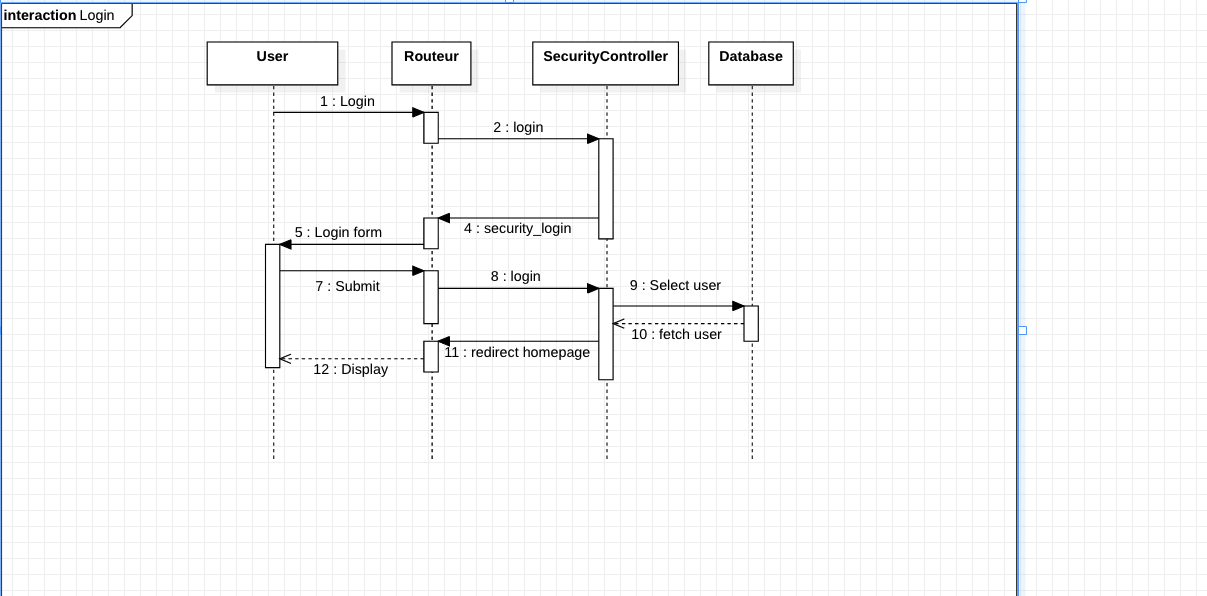 interaction Login
User
Routeur
SecurityController
Database
1 : Login
2 : login
4 : security_login
5 : Login form
7 : Submit
8 : login
9 : Select user
10 : fetch user
11 : redirect homepage
12 : Display